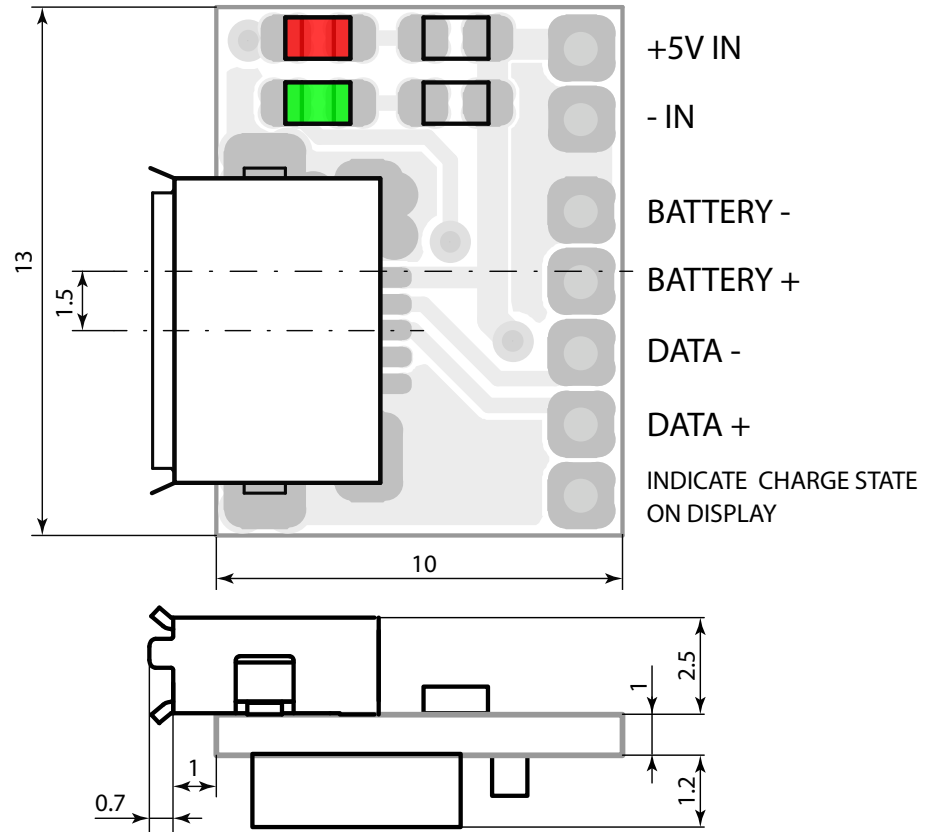 +5V IN
- IN
BATTERY -
BATTERY +
DATA -
DATA +
INDICATE CHARGE STATE
ON DISPLAY
13
1.5
10
2.5
1
1
1.2
0.7